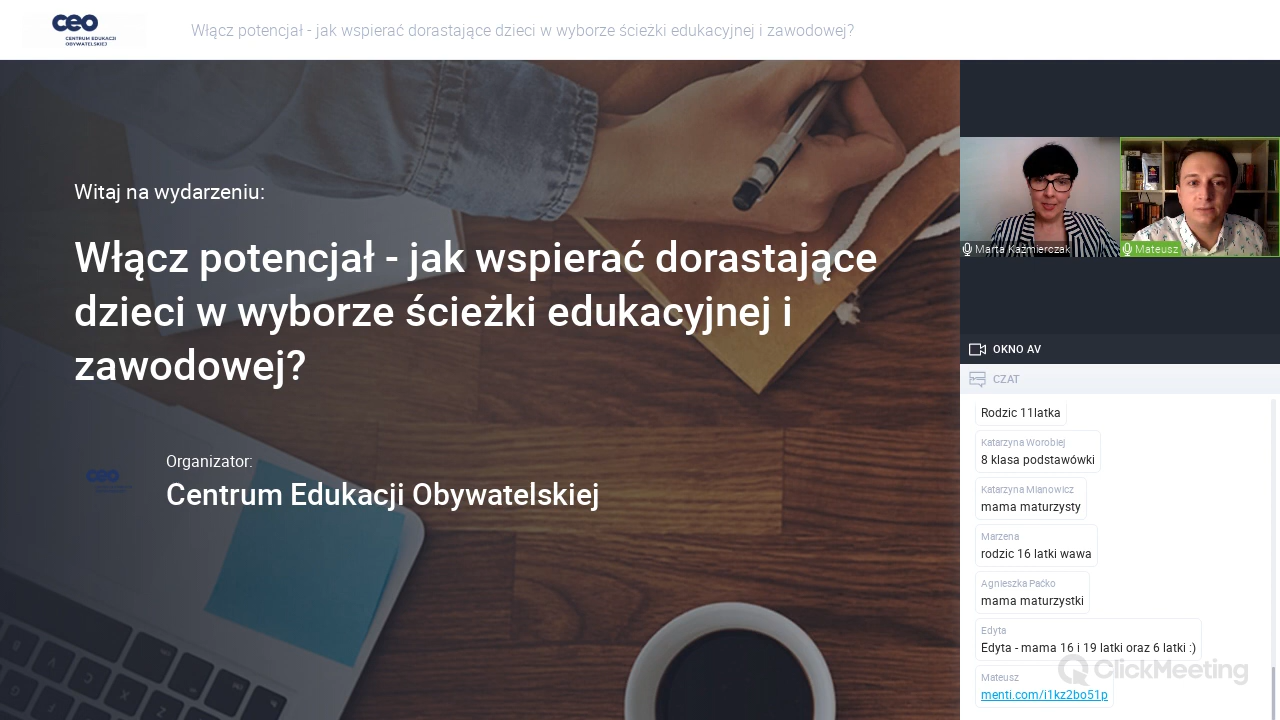 ceo
CENTRUM EDUKACJI
OBYWATELSKIEJ
Włącz potencjał - jak wspierać dorastające dzieci w wyborze ścieżki edukacyjnej i zawodowej?
Witaj na wydarzeniu:
Włącz potencjał - jak wspierać dorastające
dzieci w wyborze ścieżki edukacyjnej i
zawodowej?
ceo
Organizator:
Centrum Edukacji Obywatelskiej
Marta Kaźmierczak
Mateusz
OKNO AV
CZAT
Rodzic 11latka
Katarzyna Worobiej
8 klasa podstawówki
Katarzyna Mianowicz
mama maturzysty
Marzena
rodzic 16 latki wawa
Agnieszka Paćko
mama maturzystki
Edyta
Edyta - mama 16 i 19 latki oraz 6 latki :)
Mateusz
menti.com/i1kz2bo51p
ClickMeeting